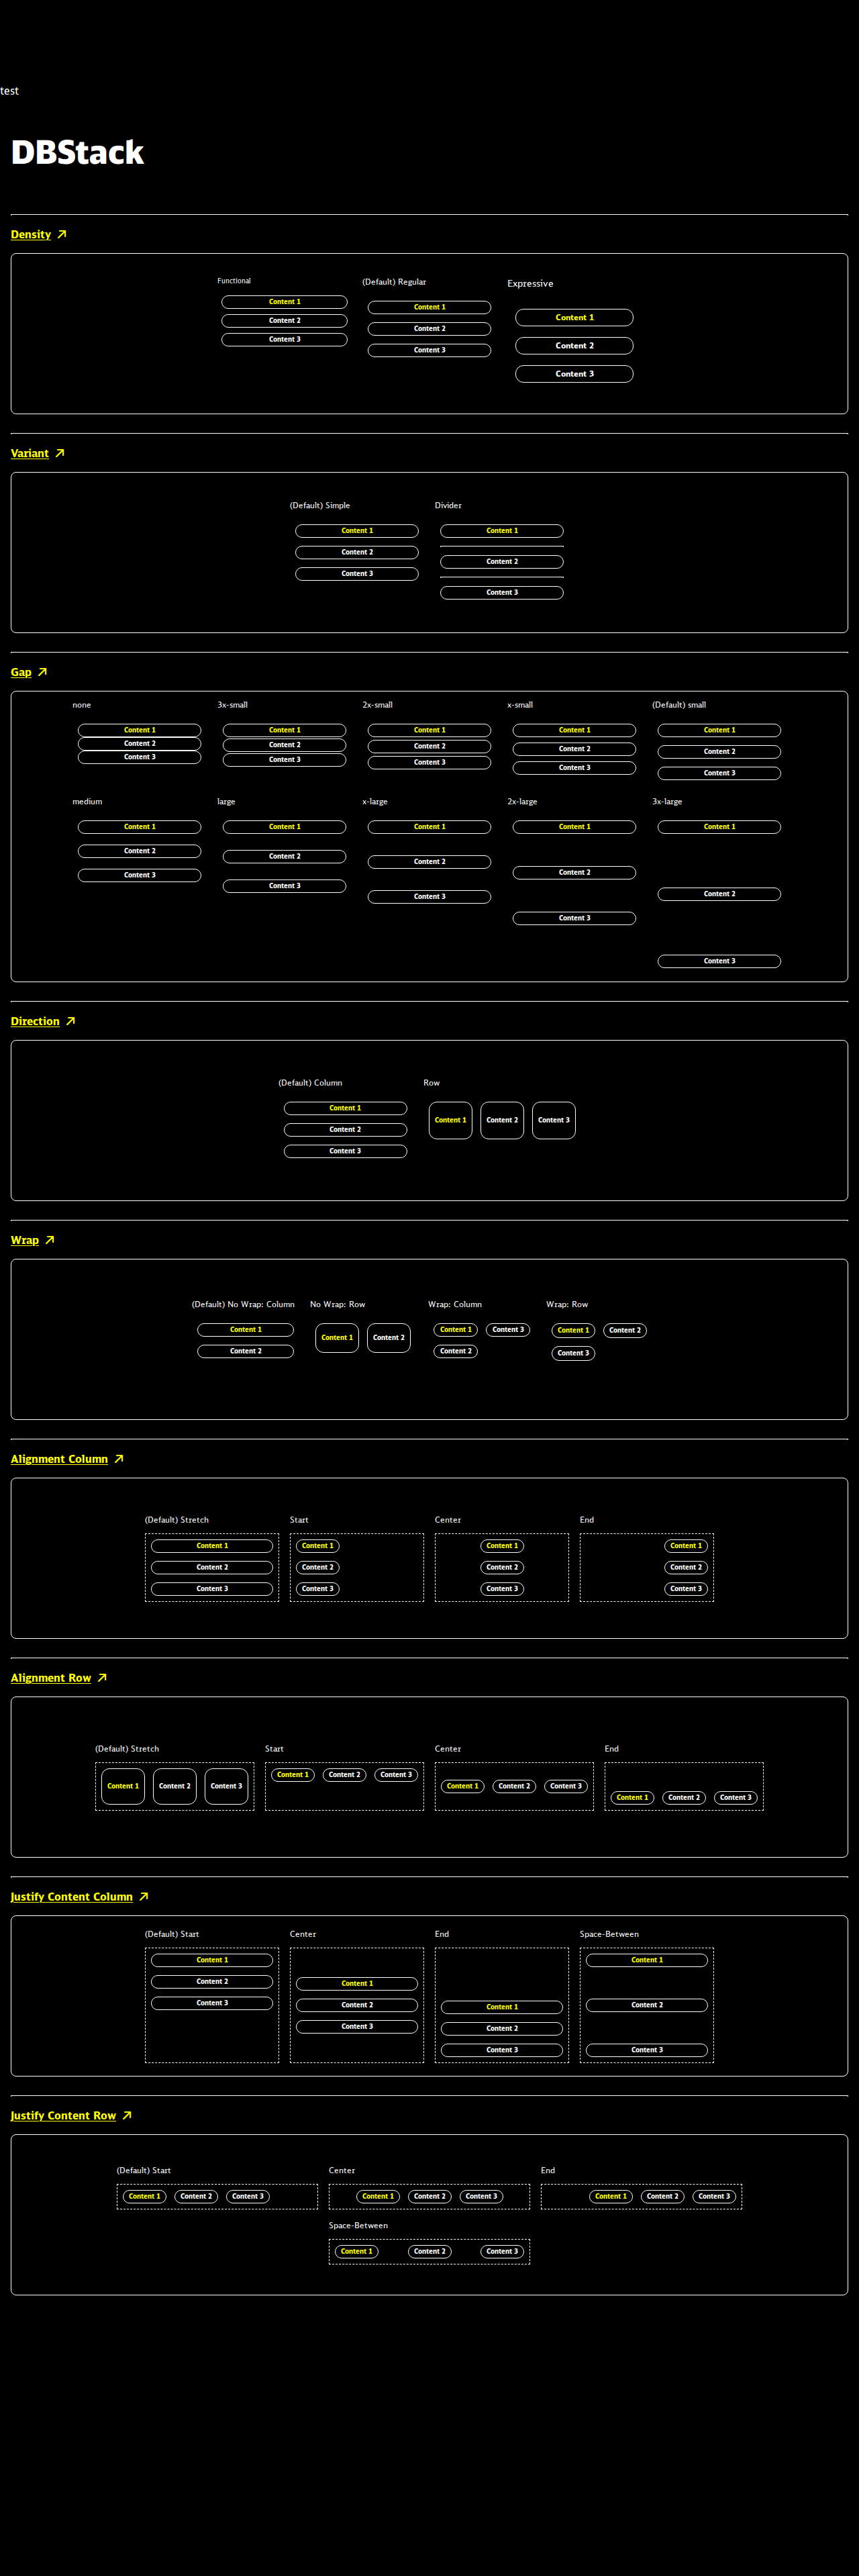 test
DBStack
Density
Functional (Default) Regular Expressive
Content 1 Content 1 Content 1
Content 2 Content 2 Content 2
Content 3 Content 3 Content 3
Variant
(Default) Simple Divider
Content 1 Content 1
Content 2 Content 2
Content 3 Content 3
Gap
none 3x-small 2x-small x-small (Default) small
Content 1 Content 1 Content 1 Content 1 Content 1
Content 2 Content 2 Content 2 Content 2 Content 2
Content 3 Content 3 Content 3 Content 3 Content 3
medium large x-large 2x-large 3x-large
Content 1 Content 1 Content 1 Content 1 Content 1
Content 2 Content 2 Content 2 Content 2 Content 2
Content 3 Content 3 Content 3 Content 3 Content 3
Direction
(Default) Column Row
Content 1 Content 1 Content 2 Content 3
Content 2
Content 3
Wrap
(Default) No Wrap: Column No Wrap: Row Wrap: Column Wrap: Row
Content 1 Content 1 Content 2 Content 1 Content 3 Content 1 Content 2
Content 2 Content 2 Content 3
Alignment Column
(Default) Stretch Start Center End
Content 1 Content 1 Content 1 Content 1
Content 2 Content 2 Content 2 Content 2
Content 3 Content 3 Content 3 Content 3
Alignment Row
(Default) Stretch Start Center End
Content 1 Content 2 Content 3 Content 1 Content 2 Content 3 Content 1 Content 2 Content 3 Content 1 Content 2 Content 3
Justify Content Column
(Default) Start Center End Space-Between
Content 1 Content 1 Content 1 Content 1
Content 2 Content 2 Content 2 Content 2
Content 3 Content 3 Content 3 Content 3
Justify Content Row
(Default) Start Center End
Content 1 Content 2 Content 3 Content 1 Content 2 Content 3 Content 1 Content 2 Content 3
Space-Between
Content 1 Content 2 Content 3